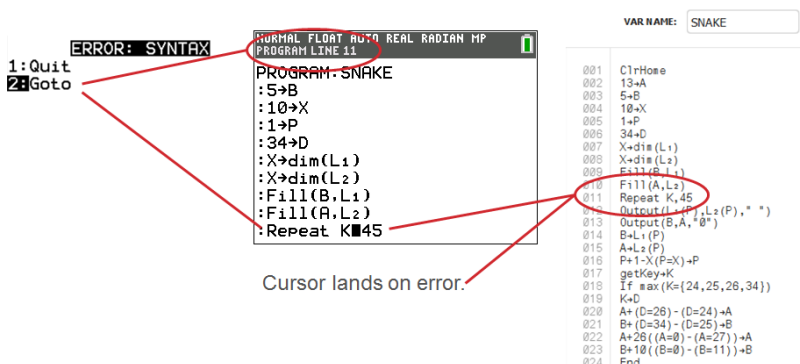 ERROR: SYNTAX
1:Quit
2:Goto
NORMAL FLOAT AUTO REAL RADIAN MP
PROGRAM LINE 11
PROGRAM:SNAKE
:5→B
:10→X
:1→P
:34→D
:X→dim(L₁)
:X→dim(L₂)
:Fill(B,L₁)
:Fill(A,L₂)
:Repeat K 45
Cursor lands on error.
VAR NAME: SNAKE
001 ClrHome
002 13→A
003 5→B
004 10→X
005 1→P
006 34→D
007 X→dim(L₁)
008 X→dim(L₂)
009 Fill(B,L₁)
010 Fill(A,L₂)
011 Repeat K,45
012 Output(L₁(P),L₂(P)," ")
013 Output(B,A,"0")
014 B→L₁(P)
015 A→L₂(P)
016 P+1-X(P=X)→P
017 getKey→K
018 If max(K={24,25,26,34})
019 K→D
020 A+(D=26)-(D=24)→A
021 B+(D=34)-(D=25)→B
022 A+26((A=0)-(A=27))→A
023 B+10((B=0)-(B=11))→B
024 End